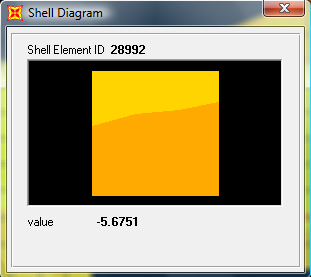 Shell Diagram
Shell Element ID 28992
value -5.6751